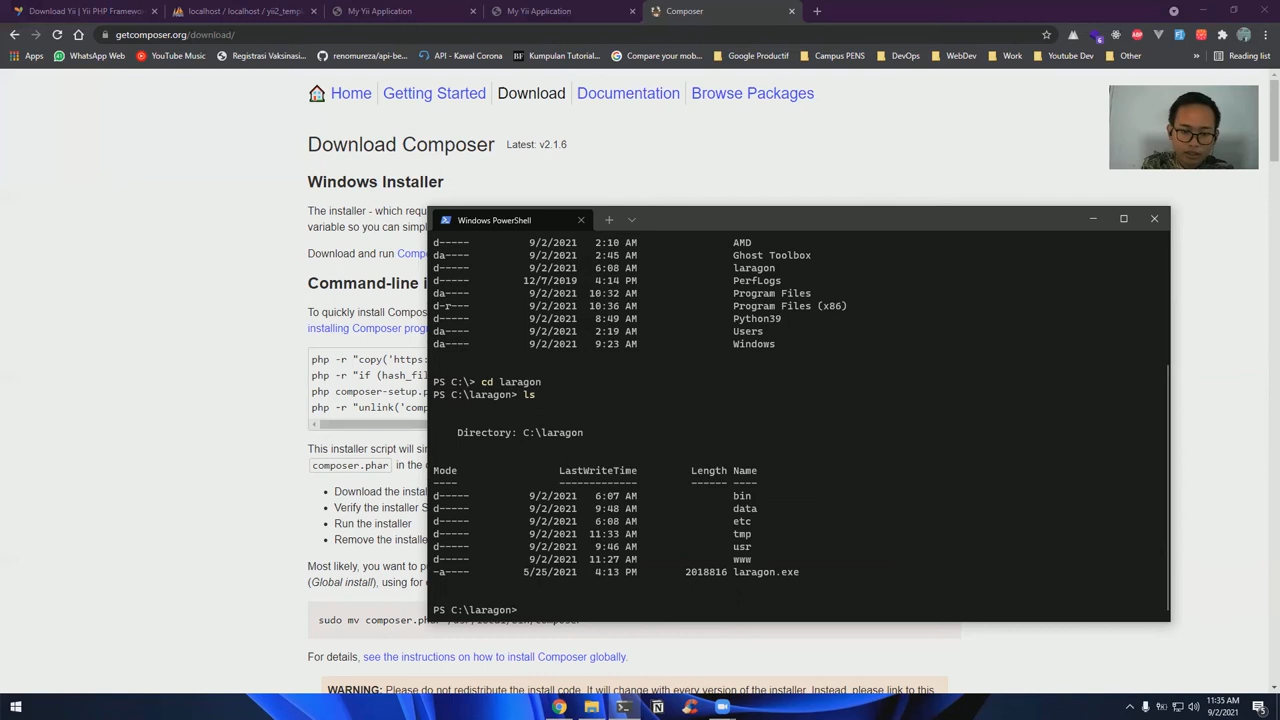 Download Yii | PHP Framew
localhost / localhost / yii2_templ
My Yii Application
My Yii Application
Composer
getcomposer.org/download/
Apps
WhatsApp Web
YouTube Music
Registrasi Vaksinasi
renomureza/tutorial-
API - Kawal Corona
Kumpulan Tutorial
Compare your mob
Google Productif
Campus PENS
DevOps
WebDev
Work
Youtube
Other
»
Reading list
Home
Getting Started
Download
Documentation
Browse Packages
Download Composer Latest: v2.1.6
Windows Installer
The installer - which requ
variable so you can simpl
Download and run Compo
Command-line i
To quickly install Compos
installing Composer prog
php -r "copy('https:
php -r "if (hash_fil
php composer-setup.p
php -r "unlink('comp
This installer script will sim
composer.phar in the c
Download the install
Verify the installer S
Run the installer
Remove the installe
Most likely, you want to p
(Global install), using for
sudo mv composer.phar /usr/local/bin/composer
For details, see the instructions on how to install Composer globally.
WARNING: Please do not redistribute the install code. It will change with every version of the installer. Instead, please link to this
Windows PowerShell
d----- 9/2/2021 2:10 AM AMD
da---- 9/2/2021 2:45 AM Ghost Toolbox
d----- 9/2/2021 6:08 AM laragon
d----- 12/7/2019 4:14 PM PerfLogs
da---- 9/2/2021 10:32 AM Program Files
d-r--- 9/2/2021 10:36 AM Program Files (x86)
d----- 9/2/2021 8:49 AM Python39
da---- 9/2/2021 2:19 AM Users
da---- 9/2/2021 9:23 AM Windows
PS C:\> cd laragon
PS C:\laragon> ls
Directory: C:\laragon
Mode LastWriteTime Length Name
---- ------------- ------ ----
d----- 9/2/2021 6:07 AM bin
d----- 9/2/2021 9:48 AM data
d----- 9/2/2021 6:08 AM etc
d----- 9/2/2021 11:33 AM tmp
d----- 9/2/2021 9:46 AM usr
d----- 9/2/2021 11:27 AM www
-a---- 5/25/2021 4:13 PM 2018816 laragon.exe
PS C:\laragon>
11:35 AM
9/2/2021